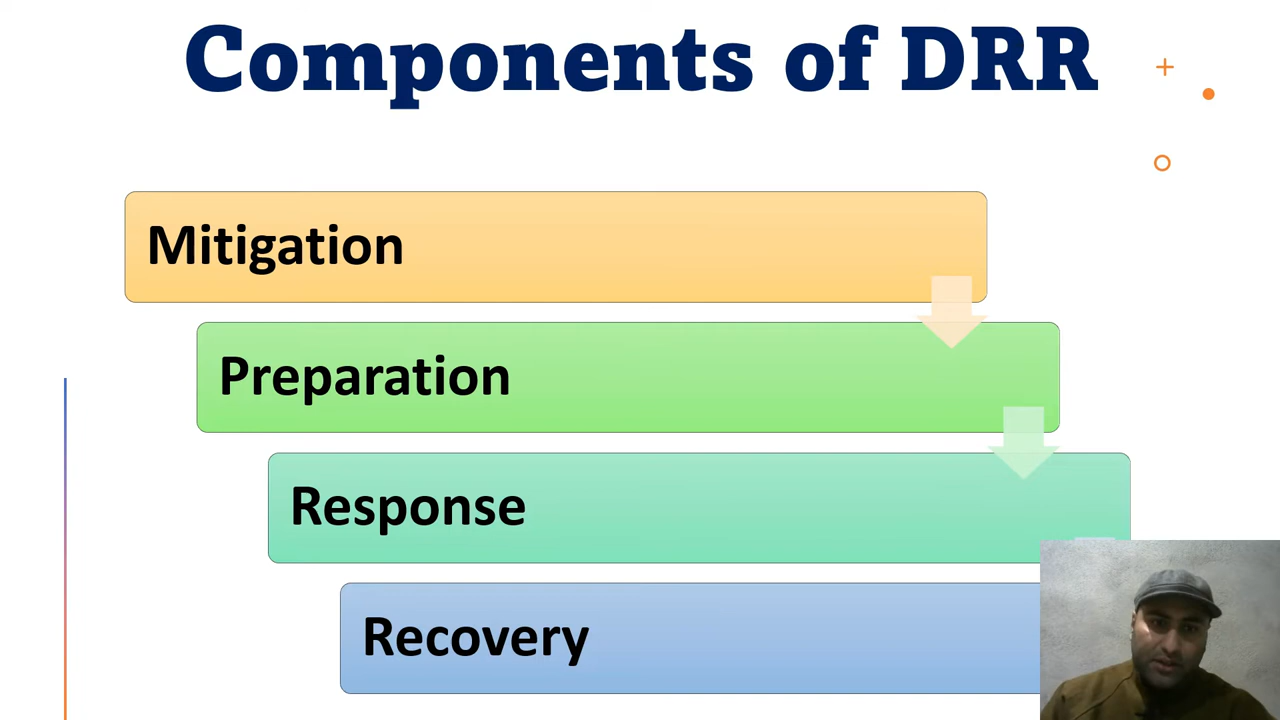 Components of DRR
Mitigation
Preparation
Response
Recovery